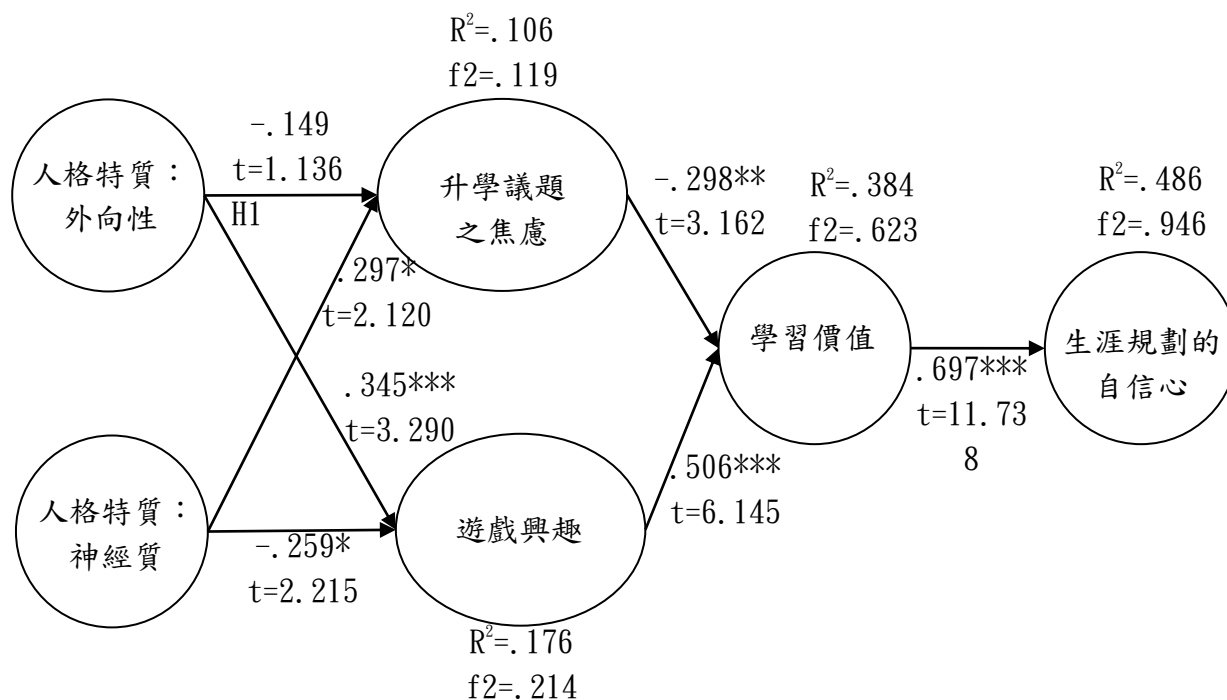 R²=.106
f2=.119
人格特質：
外向性
-.149
t=1.136
H1
升學議題
之焦慮
-.298**
t=3.162
R²=.384
f2=.623
R²=.486
f2=.946
.297*
t=2.120
學習價值
.697***
t=11.73
8
生涯規劃的
自信心
.345***
t=3.290
人格特質：
神經質
-.259*
t=2.215
遊戲興趣
.506***
t=6.145
R²=.176
f2=.214